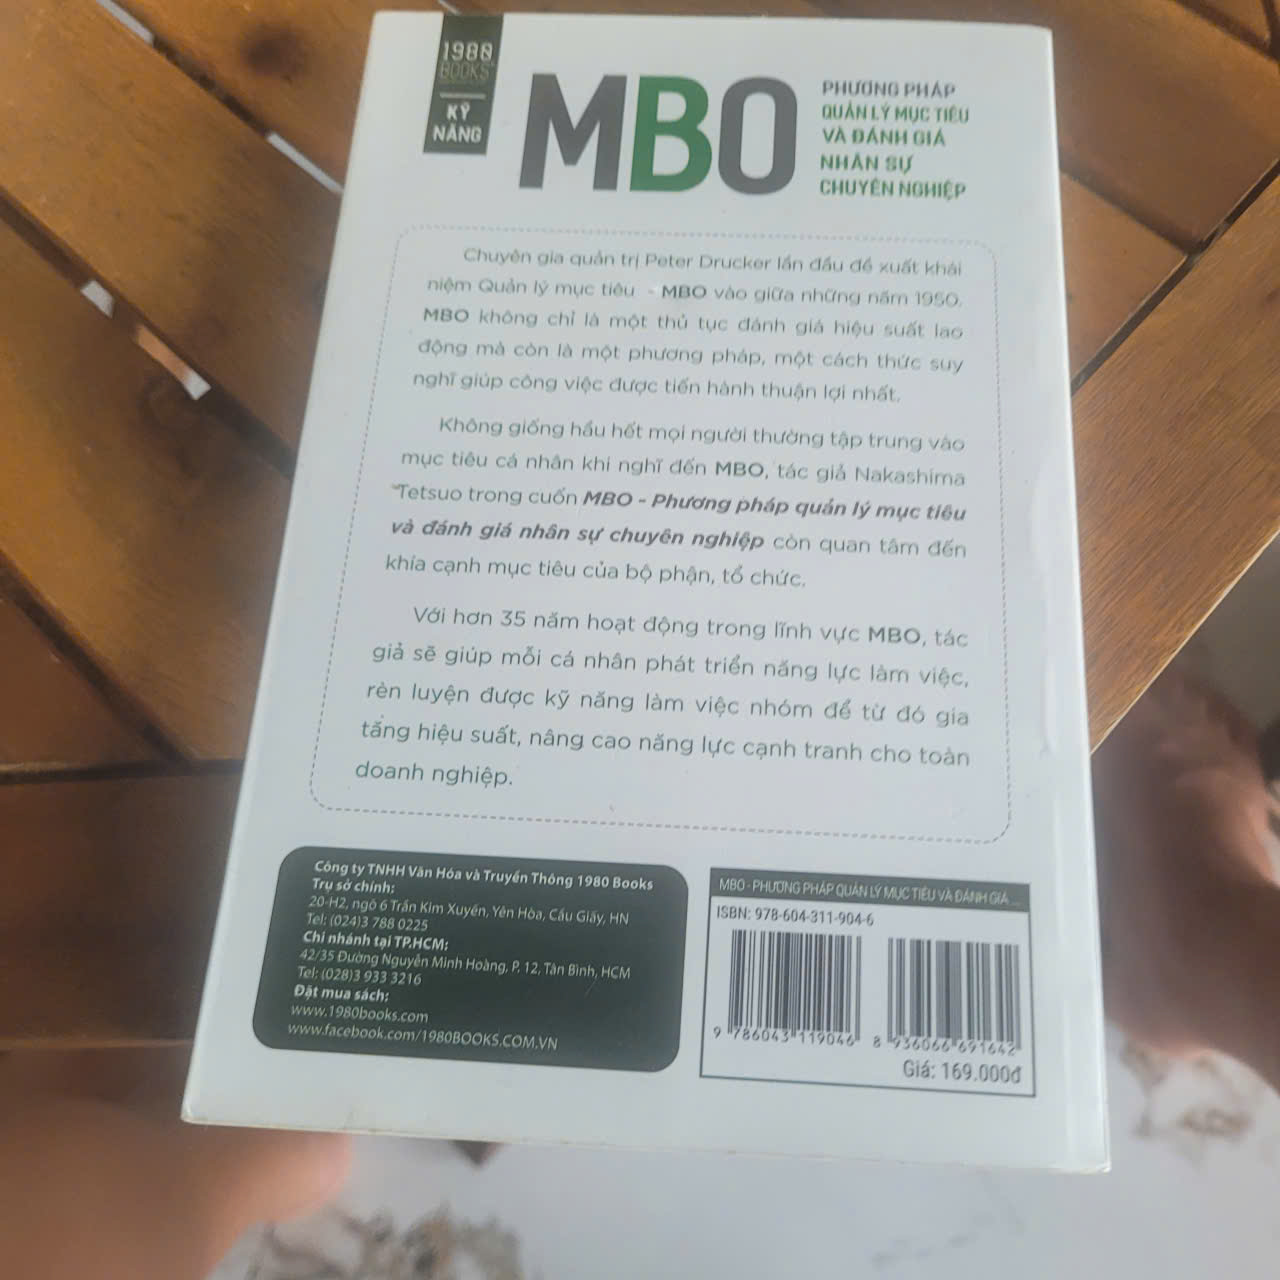 1980
BOOKS
KỸ
NĂNG
MBO
PHƯƠNG PHÁP
QUẢN LÝ MỤC TIÊU
VÀ ĐÁNH GIÁ
NHÂN SỰ
CHUYÊN NGHIỆP
Chuyên gia quản trị Peter Drucker lần đầu đề xuất khái
niệm Quản lý mục tiêu - MBO vào giữa những năm 1950.
MBO không chỉ là một thủ tục đánh giá hiệu suất lao
động mà còn là một phương pháp, một cách thức suy
nghĩ giúp công việc được tiến hành thuận lợi nhất.
Không giống hầu hết mọi người thường tập trung vào
mục tiêu cá nhân khi nghĩ đến MBO, tác giả Nakashima
Tetsuo trong cuốn MBO - Phương pháp quản lý mục tiêu
và đánh giá nhân sự chuyên nghiệp còn quan tâm đến
khía cạnh mục tiêu của bộ phận, tổ chức.
Với hơn 35 năm hoạt động trong lĩnh vực MBO, tác
giả sẽ giúp mỗi cá nhân phát triển năng lực làm việc,
rèn luyện được kỹ năng làm việc nhóm để từ đó gia
tăng hiệu suất, nâng cao năng lực cạnh tranh cho toàn
doanh nghiệp.
Công ty TNHH Văn Hóa và Truyền Thông 1980 Books
Trụ sở chính:
20-H2, ngõ 6 Trần Kim Xuyến, Yên Hòa, Cầu Giấy, HN
Tel: (024)3 788 0225
Chi nhánh tại TP.HCM:
42/35 Đường Nguyễn Minh Hoàng, P. 12, Tân Bình, HCM
Tel: (028)3 933 3216
Đặt mua sách:
www.1980books.com
www.facebook.com/1980BOOKS.COM.VN
MBO - PHƯƠNG PHÁP QUẢN LÝ MỤC TIÊU VÀ ĐÁNH GIÁ ...
ISBN: 978-604-311-904-6
9 786043 119046
8 936066 691642
Giá: 169.000đ